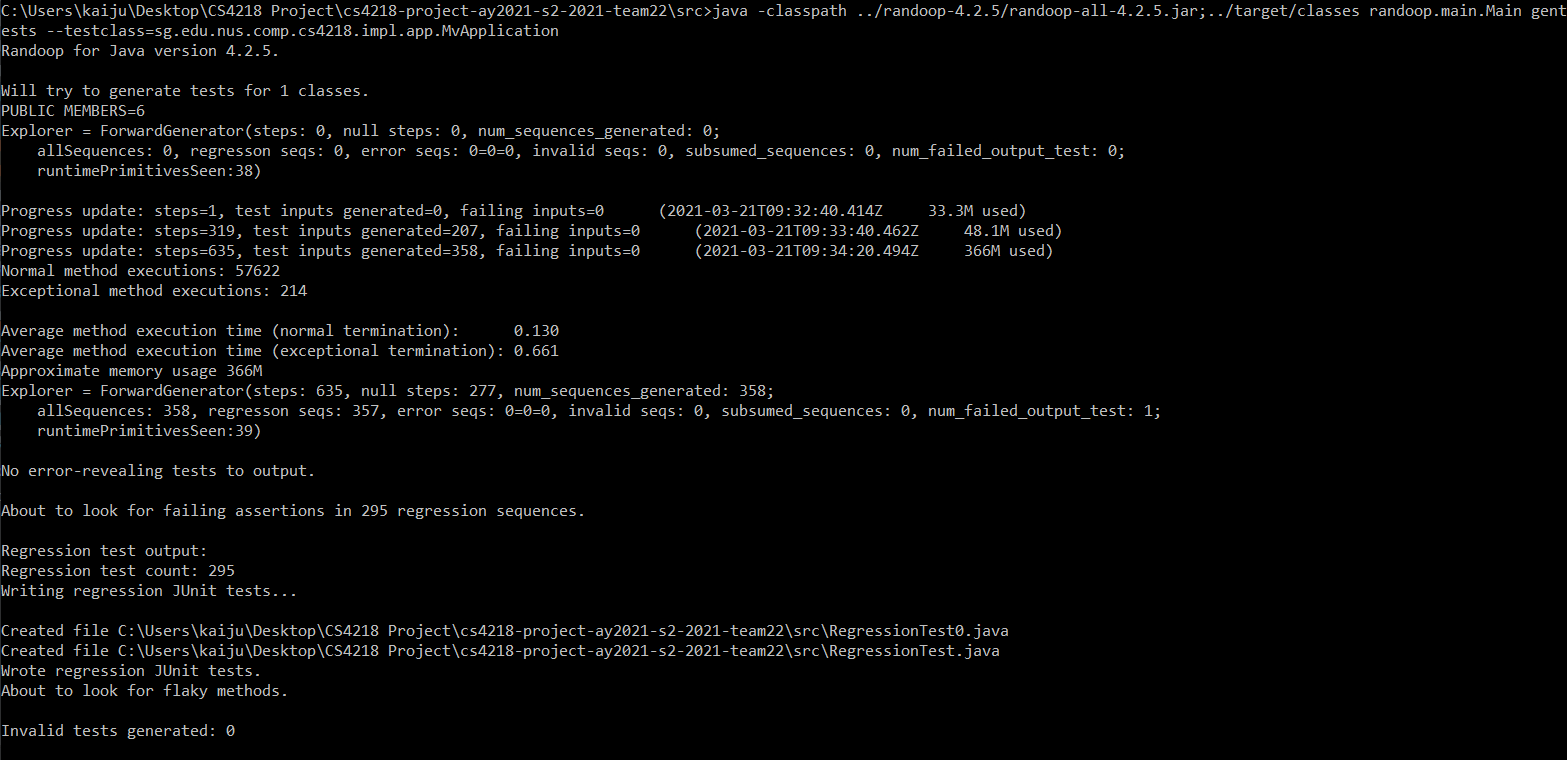 C:\Users\kaiju\Desktop\CS4218 Project\cs4218-project-ay2021-s2-2021-team22\src>java -classpath ../randoop-4.2.5/randoop-all-4.2.5.jar;../target/classes randoop.main.Main gent
ests --testclass=sg.edu.nus.comp.cs4218.impl.app.MvApplication
Randoop for Java version 4.2.5.
Will try to generate tests for 1 classes.
PUBLIC MEMBERS=6
Explorer = ForwardGenerator(steps: 0, null steps: 0, num_sequences_generated: 0;
    allSequences: 0, regresson seqs: 0, error seqs: 0=0=0, invalid seqs: 0, subsumed_sequences: 0, num_failed_output_test: 0;
    runtimePrimitivesSeen:38)
Progress update: steps=1, test inputs generated=0, failing inputs=0      (2021-03-21T09:32:40.414Z     33.3M used)
Progress update: steps=319, test inputs generated=207, failing inputs=0      (2021-03-21T09:33:40.462Z     48.1M used)
Progress update: steps=635, test inputs generated=358, failing inputs=0      (2021-03-21T09:34:20.494Z     366M used)
Normal method executions: 57622
Exceptional method executions: 214
Average method execution time (normal termination):      0.130
Average method execution time (exceptional termination): 0.661
Approximate memory usage 366M
Explorer = ForwardGenerator(steps: 635, null steps: 277, num_sequences_generated: 358;
    allSequences: 358, regresson seqs: 357, error seqs: 0=0=0, invalid seqs: 0, subsumed_sequences: 0, num_failed_output_test: 1;
    runtimePrimitivesSeen:39)
No error-revealing tests to output.
About to look for failing assertions in 295 regression sequences.
Regression test output:
Regression test count: 295
Writing regression JUnit tests...
Created file C:\Users\kaiju\Desktop\CS4218 Project\cs4218-project-ay2021-s2-2021-team22\src\RegressionTest0.java
Created file C:\Users\kaiju\Desktop\CS4218 Project\cs4218-project-ay2021-s2-2021-team22\src\RegressionTest.java
Wrote regression JUnit tests.
About to look for flaky methods.
Invalid tests generated: 0